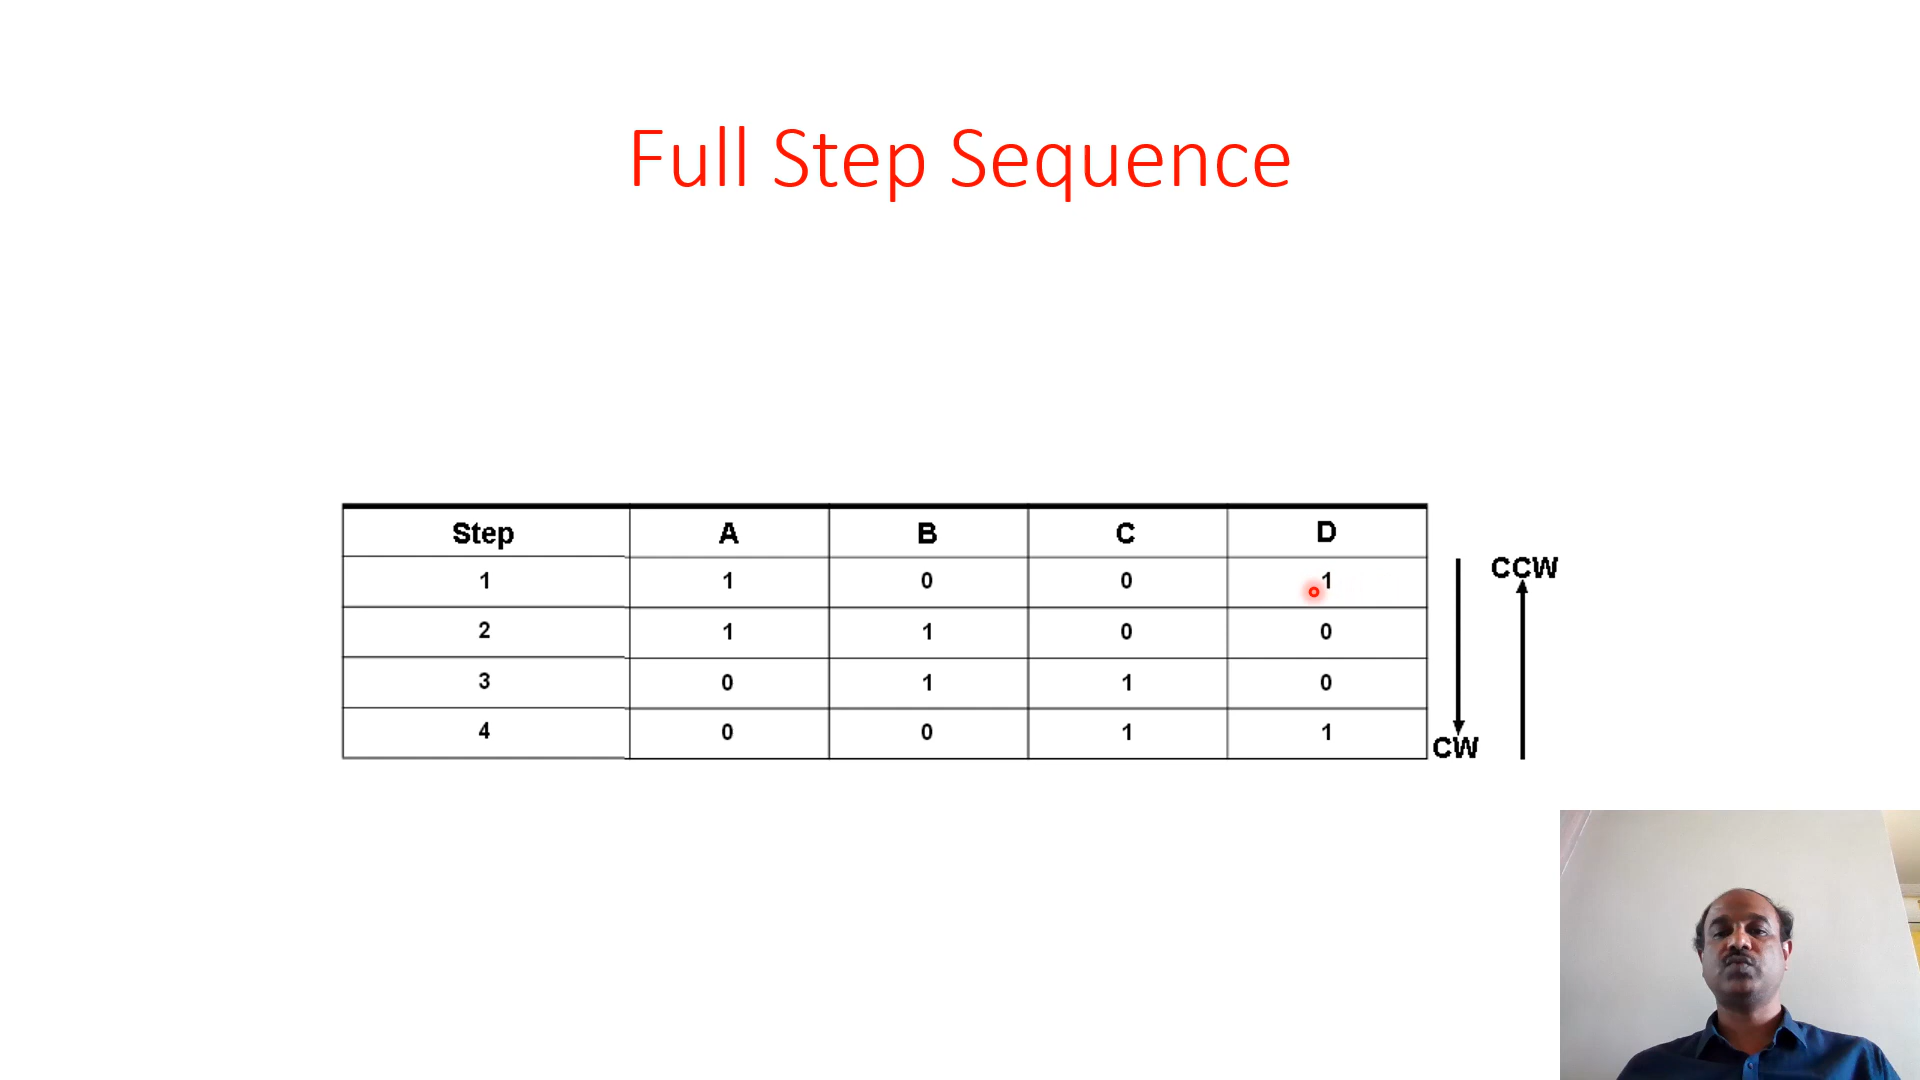 Full Step Sequence
Step A B C D
1 1 0 0 1
2 1 1 0 0
3 0 1 1 0
4 0 0 1 1
CCW
CW